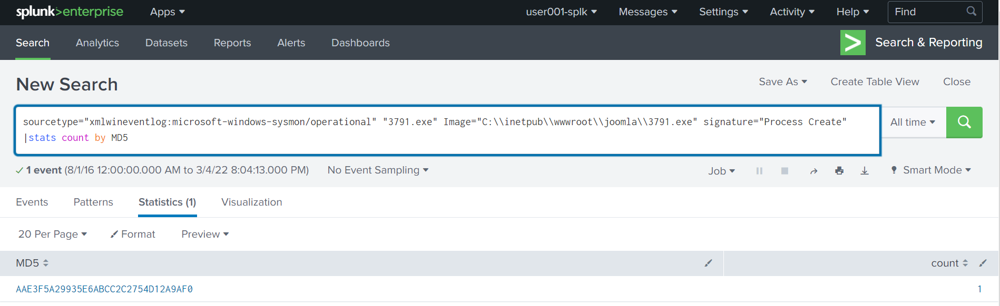 splunk>enterprise Apps user001-splk Messages Settings Activity Help Find
Search Analytics Datasets Reports Alerts Dashboards Search & Reporting
New Search Save As Create Table View Close
sourcetype="xmlwineventlog:microsoft-windows-sysmon/operational" "3791.exe" Image="C:\\inetpub\\wwwroot\\joomla\\3791.exe" signature="Process Create"
|stats count by MD5
All time
1 event (8/1/16 12:00:00.000 AM to 3/4/22 8:04:13.000 PM) No Event Sampling Job Smart Mode
Events Patterns Statistics (1) Visualization
20 Per Page Format Preview
MD5 count
AAE3F5A29935E6ABCC2C2754D12A9AF0 1